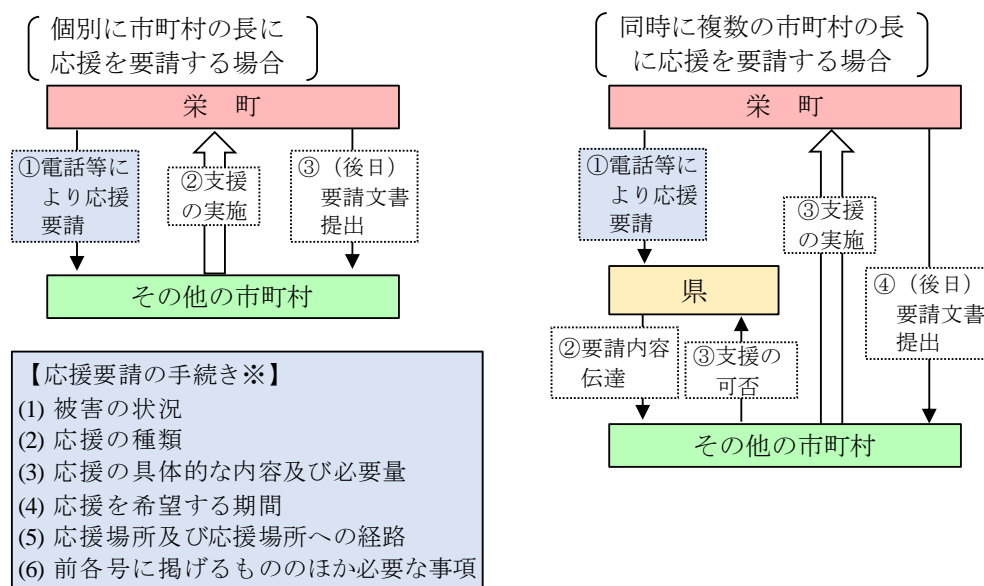 個別に市町村の長に
応援を要請する場合
栄 町
①電話等に
より応援
要請
②支援
の実施
③（後日）
要請文書
提出
その他の市町村
【応援要請の手続き※】
(1) 被害の状況
(2) 応援の種類
(3) 応援の具体的な内容及び必要量
(4) 応援を希望する期間
(5) 応援場所及び応援場所への経路
(6) 前各号に掲げるもののほか必要な事項
同時に複数の市町村の長
に応援を要請する場合
栄 町
①電話等に
より応援
要請
③支援
の実施
県
④（後日）
要請文書
提出
②要請内容
伝達
③支援の
可否
その他の市町村